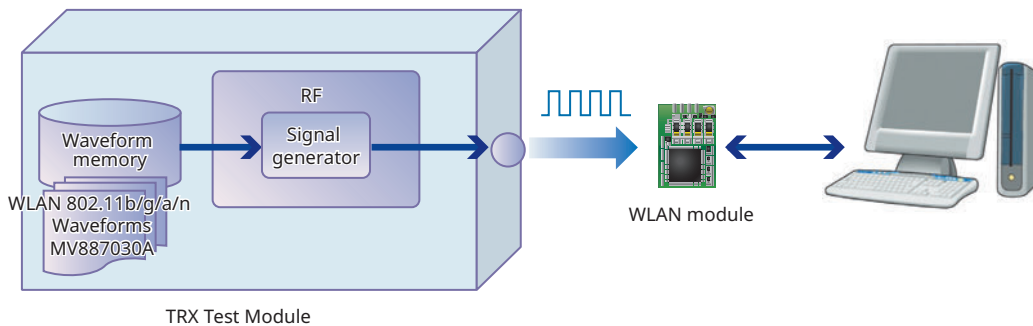 RF
Waveform
memory
Signal
generator
WLAN 802.11b/g/a/n
Waveforms
MV887030A
WLAN module
TRX Test Module